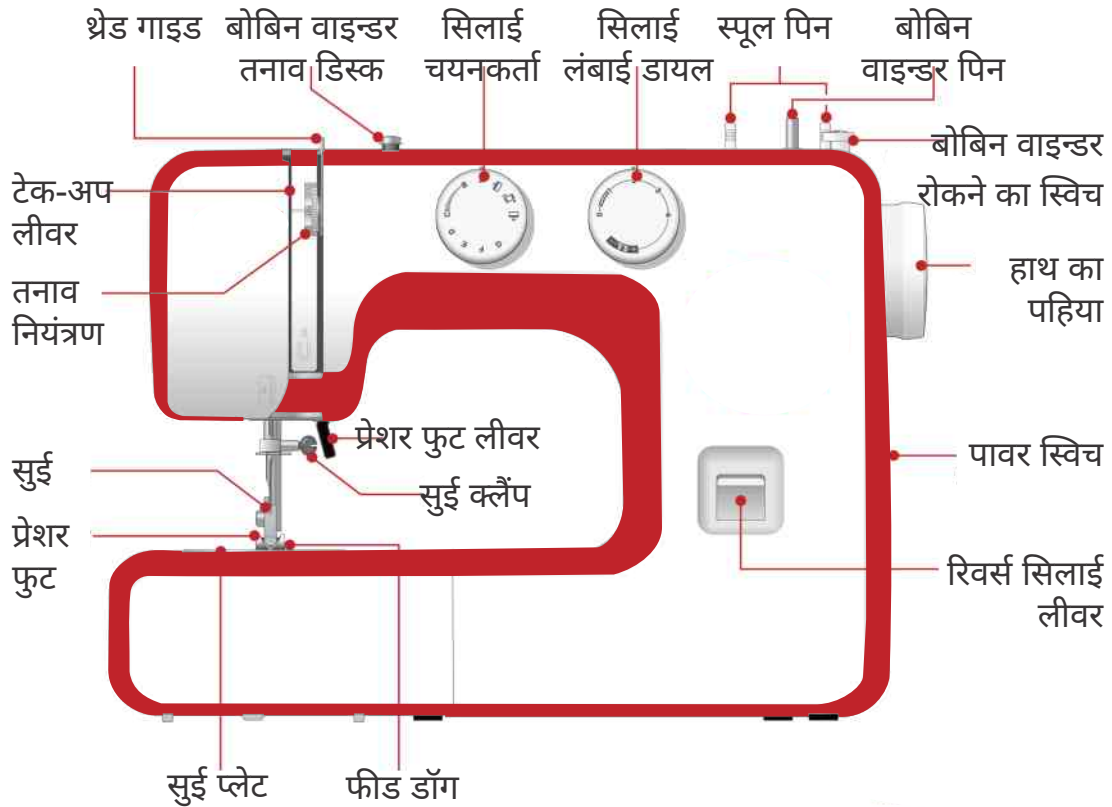 थ्रेड गाइड
बोबिन वाइन्डर
तनाव डिस्क
सिलाई
चयनकर्ता
सिलाई
लंबाई डायल
स्पूल पिन
बोबिन
वाइन्डर पिन
बोबिन वाइन्डर
रोकने का स्विच
टेक-अप
लीवर
हाथ का
पहिया
तनाव
नियंत्रण
प्रेशर फुट लीवर
पावर स्विच
सुई
सुई क्लैंप
प्रेशर
फुट
रिवर्स सिलाई
लीवर
सुई प्लेट
फीड डॉग